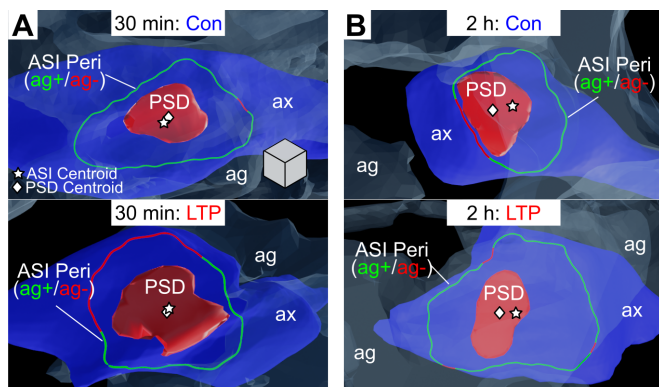 A
30 min: Con
ag
ASI Peri
(ag+/ag-)
PSD
ax
ASI Centroid
PSD Centroid
ag
30 min: LTP
ASI Peri
(ag+/ag-)
PSD
ag
ax
B
2 h: Con
ASI Peri
(ag+/ag-)
PSD
ax
ag
2 h: LTP
ASI Peri
(ag+/ag-)
ag
PSD
ax
ag